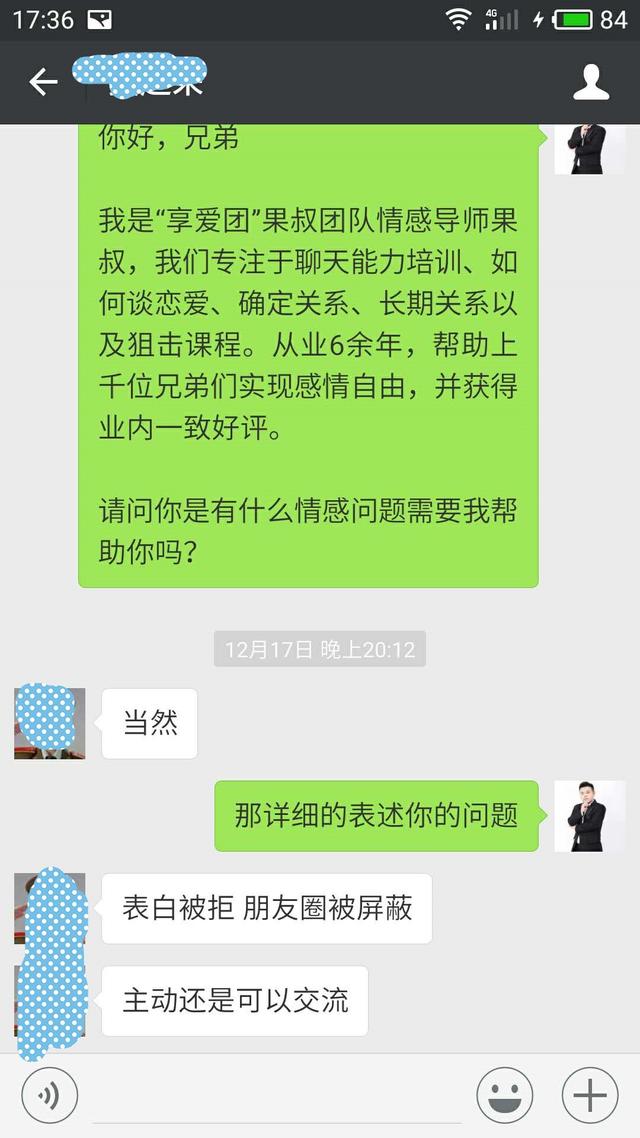 17:36
4G
84
你好，兄弟
我是“享爱团”果叔团队情感导师果
叔，我们专注于聊天能力培训、如
何谈恋爱、确定关系、长期关系以
及狙击课程。从业6余年，帮助上
千位兄弟们实现感情自由，并获得
业内一致好评。
请问你是有什么情感问题需要我帮
助你吗？
12月17日 晚上20:12
当然
那详细的表述你的问题
表白被拒 朋友圈被屏蔽
主动还是可以交流